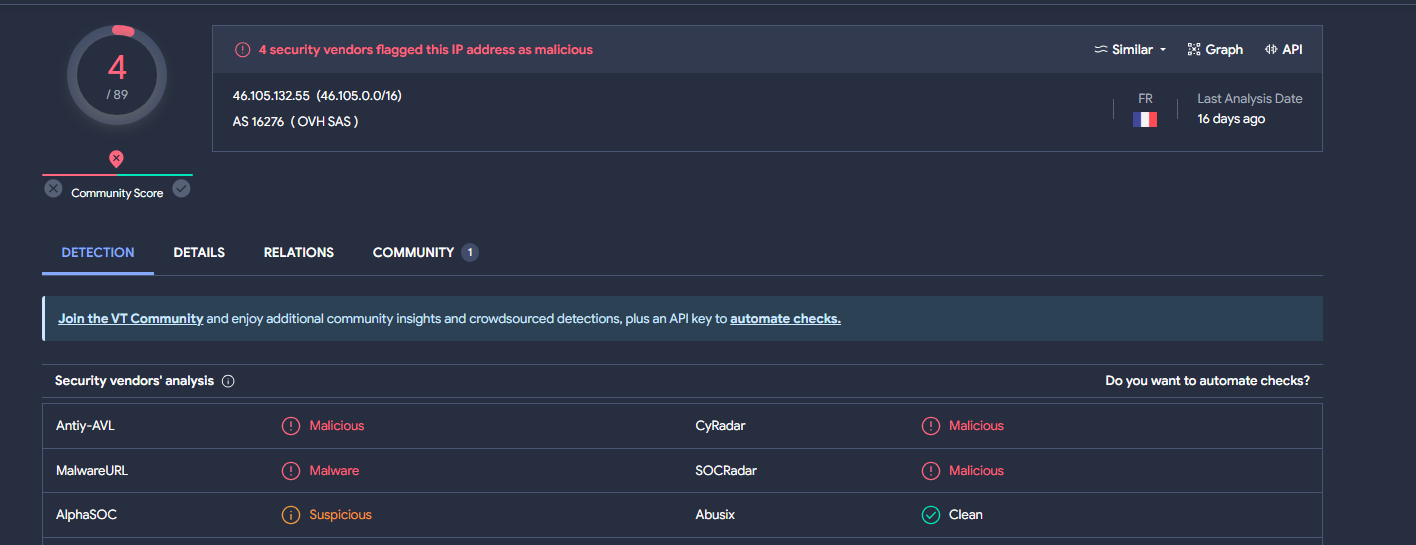 4
/ 89
Community Score
4 security vendors flagged this IP address as malicious
Similar
Graph
API
46.105.132.55 (46.105.0.0/16)
AS 16276 ( OVH SAS )
FR
Last Analysis Date
16 days ago
DETECTION DETAILS RELATIONS COMMUNITY 1
Join the VT Community and enjoy additional community insights and crowdsourced detections, plus an API key to automate checks.
Security vendors' analysis Do you want to automate checks?
Antiy-AVL Malicious CyRadar Malicious
MalwareURL Malware SOCRadar Malicious
AlphaSOC Suspicious Abusix Clean